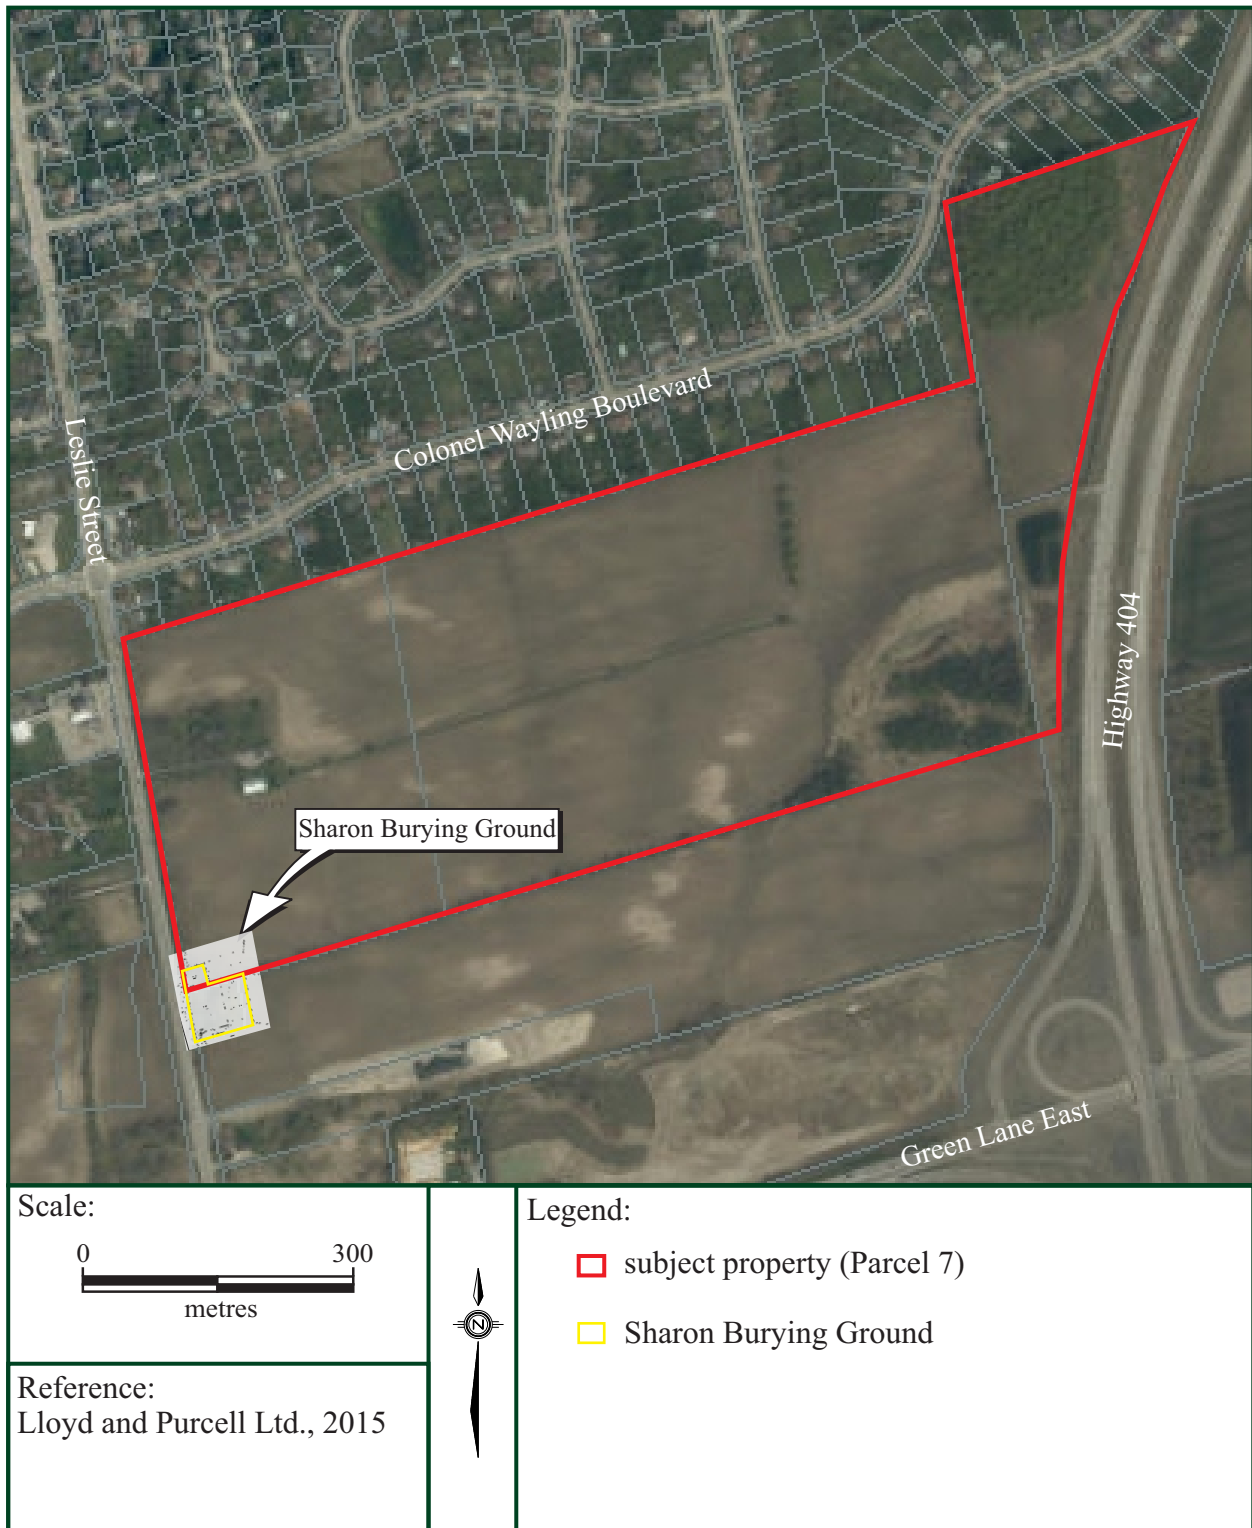 Colonel Wayling Boulevard
Leslie Street
Highway 404
Sharon Burying Ground
Green Lane East
Scale:
0 300
metres
Reference:
Lloyd and Purcell Ltd., 2015
N
Legend:
subject property (Parcel 7)
Sharon Burying Ground